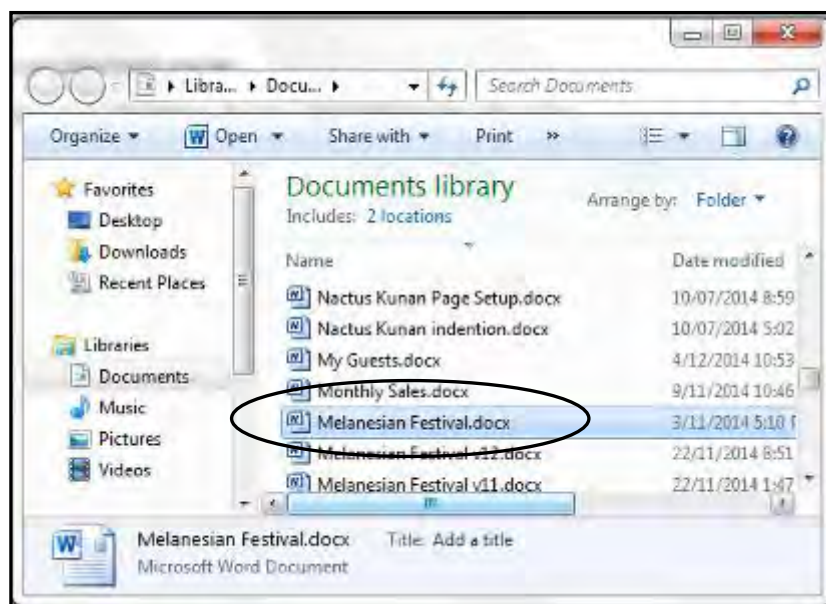 Libra... Docu... Search Documents
Organize Open Share with Print »
Favorites
Desktop
Downloads
Recent Places
Libraries
Documents
Music
Pictures
Videos
Documents library
Includes: 2 locations
Arrange by: Folder
Name Date modified
Nactus Kunan Page Setup.docx 10/07/2014 8:59
Nactus Kunan indention.docx 10/07/2014 5:02
My Guests.docx 4/12/2014 10:53
Monthly Sales.docx 9/11/2014 10:46
Melanesian Festival.docx 3/11/2014 5:10
Melanesian Festival v12.docx 22/11/2014 8:51
Melanesian Festival v11.docx 22/11/2014 1:47
Melanesian Festival.docx Title: Add a title
Microsoft Word Document